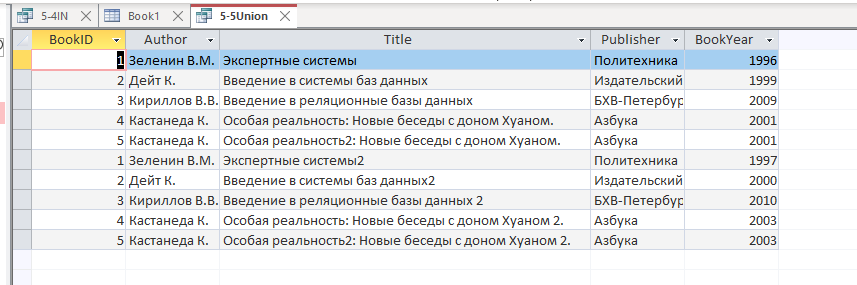 5-4IN Book1 5-5Union
BookID Author Title Publisher BookYear
1 Зеленин В.М. Экспертные системы Политехника 1996
2 Дейт К. Введение в системы баз данных Издательский 1999
3 Кириллов В.В. Введение в реляционные базы данных БХВ-Петербур 2009
4 Кастанеда К. Особая реальность: Новые беседы с доном Хуаном. Азбука 2001
5 Кастанеда К. Особая реальность2: Новые беседы с доном Хуаном. Азбука 2001
1 Зеленин В.М. Экспертные системы2 Политехника 1997
2 Дейт К. Введение в системы баз данных2 Издательский 2000
3 Кириллов В.В. Введение в реляционные базы данных 2 БХВ-Петербур 2010
4 Кастанеда К. Особая реальность: Новые беседы с доном Хуаном 2. Азбука 2003
5 Кастанеда К. Особая реальность2: Новые беседы с доном Хуаном 2. Азбука 2003